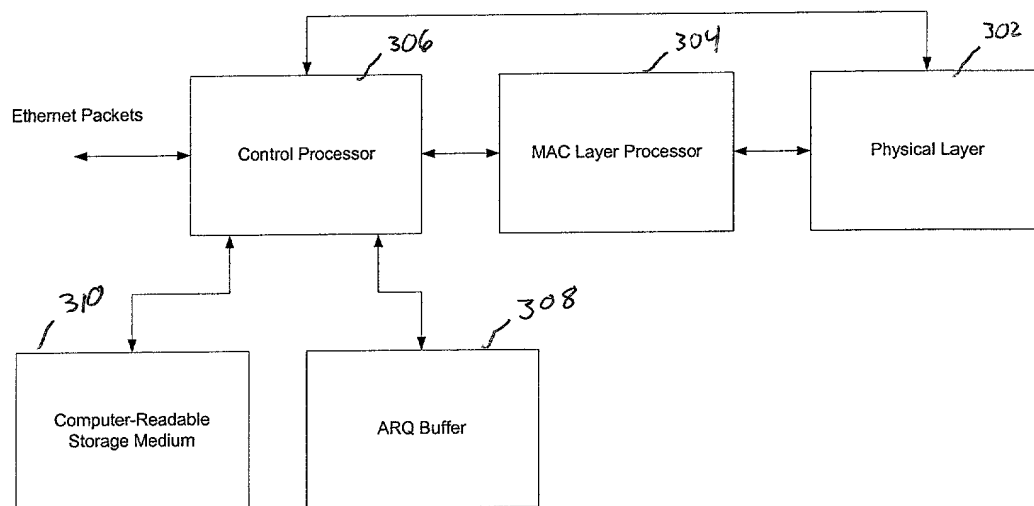 306
304
302
Ethernet Packets
Control Processor
MAC Layer Processor
Physical Layer
310
308
Computer-Readable
Storage Medium
ARQ Buffer